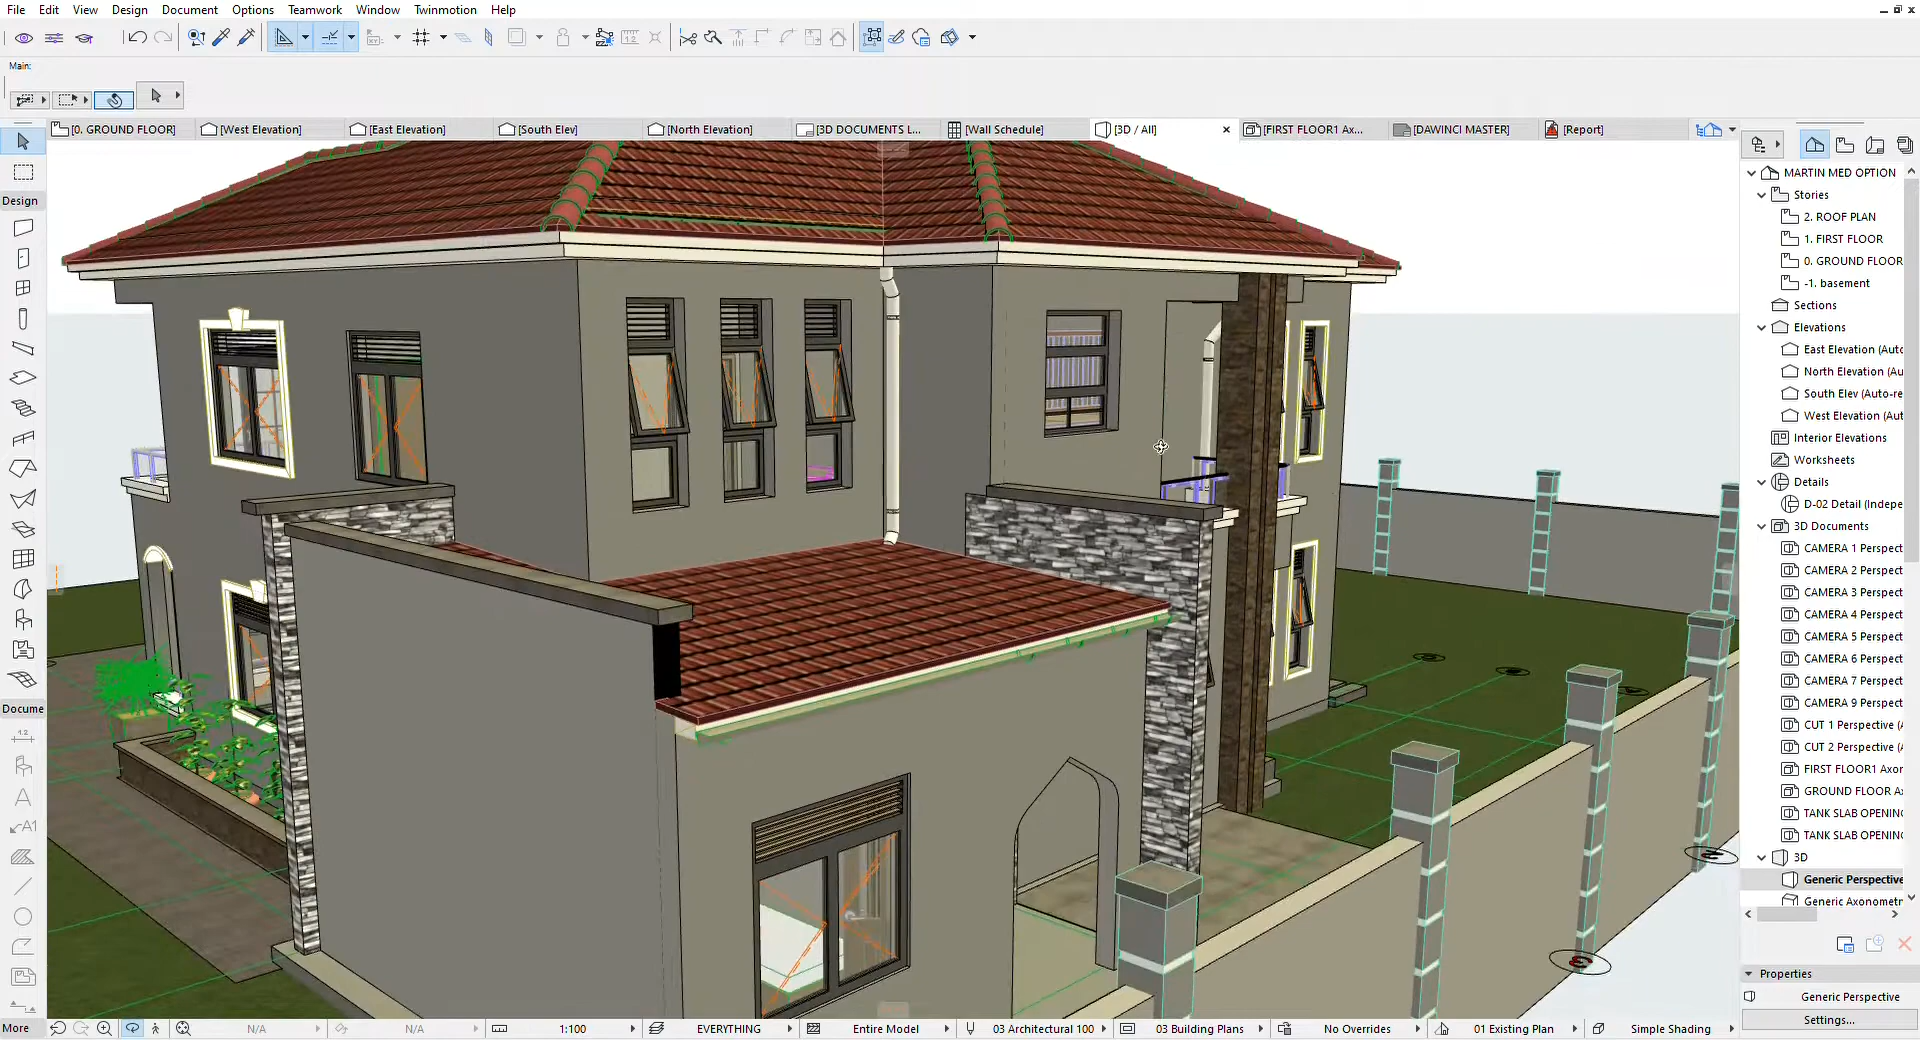 File Edit View Design Document Options Teamwork Window Twinmotion Help
Main:
[0. GROUND FLOOR]
[West Elevation]
[East Elevation]
[South Elev]
[North Elevation]
[3D DOCUMENTS L...
[Wall Schedule]
[3D / All]
[FIRST FLOOR1 Ax...
[DAWINCI MASTER]
[Report]
Design
Docume
More
MARTIN MED OPTION
Stories
2. ROOF PLAN
1. FIRST FLOOR
0. GROUND FLOOR
-1. basement
Sections
Elevations
East Elevation (Auto
North Elevation (Au
South Elev (Auto-re
West Elevation (Aut
Interior Elevations
Worksheets
Details
D-02 Detail (Indepe
3D Documents
CAMERA 1 Perspect
CAMERA 2 Perspect
CAMERA 3 Perspect
CAMERA 4 Perspect
CAMERA 5 Perspect
CAMERA 6 Perspect
CAMERA 7 Perspect
CAMERA 9 Perspect
CUT 1 Perspective (A
CUT 2 Perspective (A
FIRST FLOOR1 Axor
GROUND FLOOR Ax
TANK SLAB OPENING
TANK SLAB OPENING
3D
Generic Perspective
Generic Axonometr
Properties
Generic Perspective
Settings...
N/A
N/A
1:100
EVERYTHING
Entire Model
03 Architectural 100
03 Building Plans
No Overrides
01 Existing Plan
Simple Shading